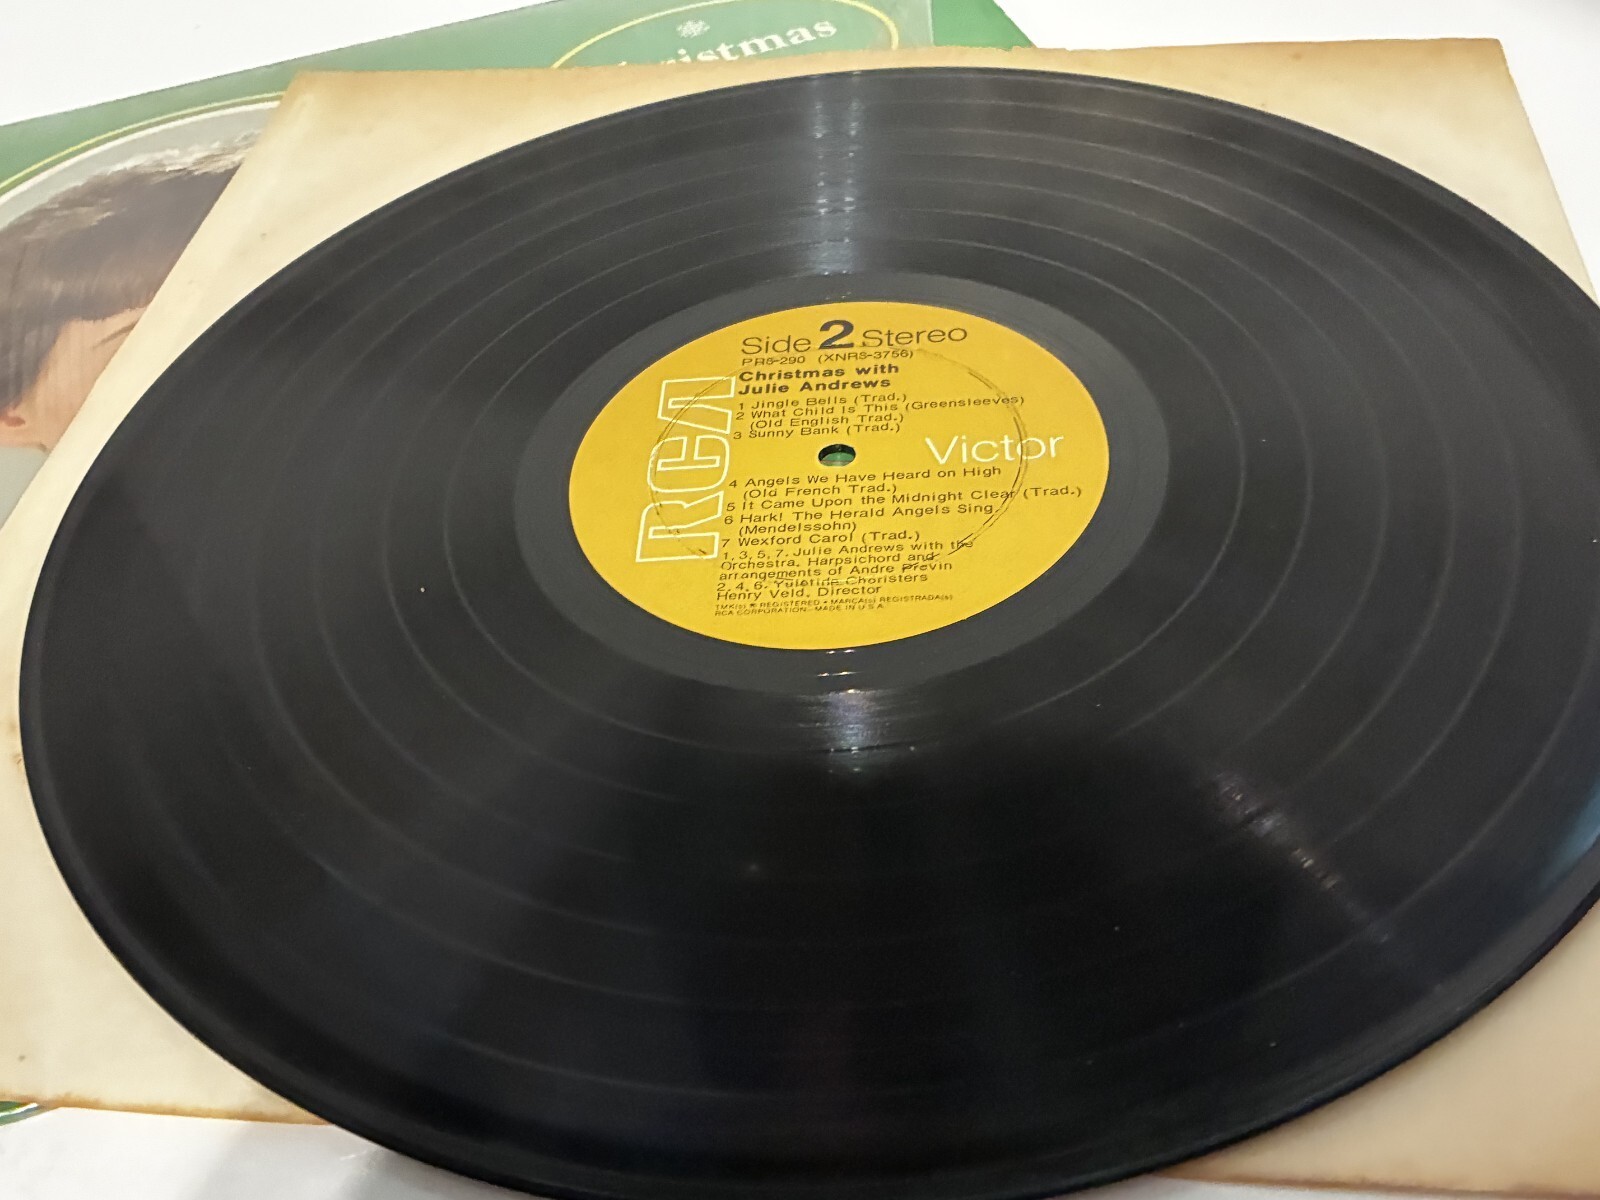 Christmas
Side 2 Stereo
PRS-290 (XNRS-3756)
Christmas with
Julie Andrews
1 Jingle Bells (Trad.)
2 What Child Is This (Greensleeves)
(Old English Trad.)
3 Sunny Bank (Trad.)
RCA Victor
4 Angels We Have Heard on High
(Old French Trad.)
5 It Came Upon the Midnight Clear (Trad.)
6 Hark! The Herald Angels Sing
(Mendelssohn)
7 Wexford Carol (Trad.)
1, 3, 5, 7. Julie Andrews with the
Orchestra, Harpsichord and
arrangements of Andre Previn
2, 4, 6. Yuletide Choristers
Henry Veld, Director
TMK(s) ® REGISTERED • MARCA(s) REGISTRADA(s)
RCA CORPORATION—MADE IN U.S.A.